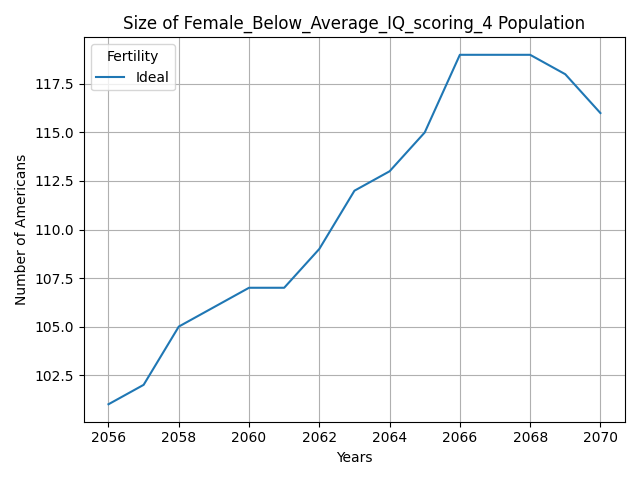 Size of Female_Below_Average_IQ_scoring_4 Population
Fertility
Ideal
117.5
115.0
112.5
110.0
107.5
105.0
102.5
Number of Americans
2056 2058 2060 2062 2064 2066 2068 2070
Years